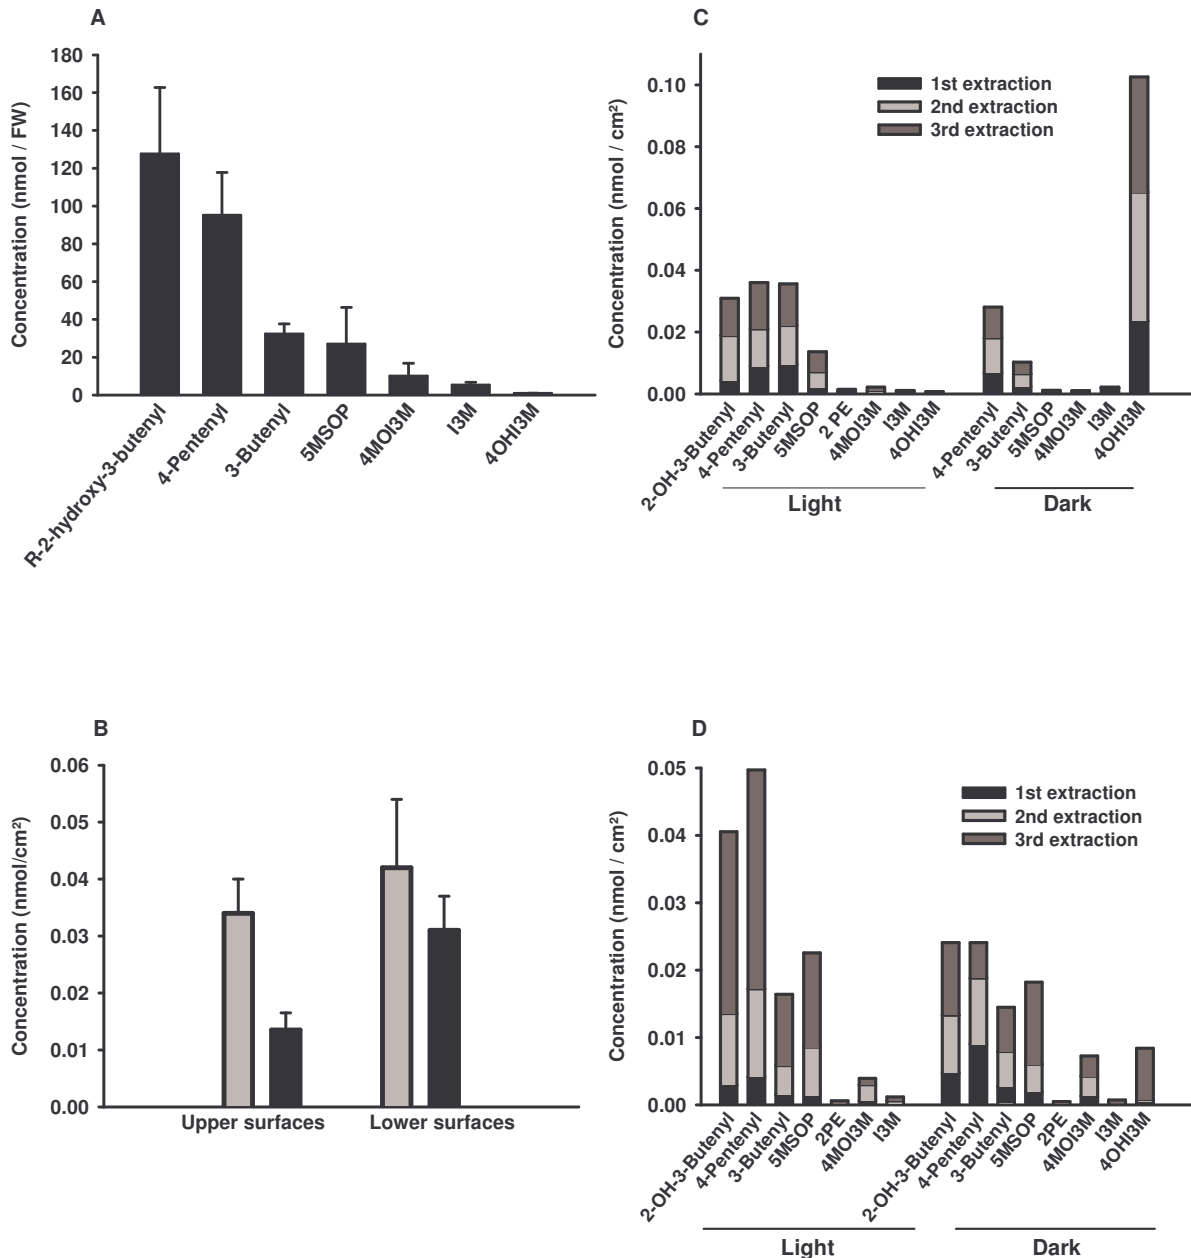 A
Concentration (nmol / FW)
180
160
140
120
100
80
60
40
20
0
R-2-hydroxy-3-butenyl
4-Pentenyl
3-Butenyl
5MSOP
4MOI3M
I3M
4OHI3M
C
Concentration (nmol / cm²)
0.10
0.08
0.06
0.04
0.02
0.00
1st extraction
2nd extraction
3rd extraction
2-OH-3-Butenyl
4-Pentenyl
3-Butenyl
5MSOP
2 PE
4MOI3M
I3M
4OHI3M
4-Pentenyl
3-Butenyl
5MSOP
4MOI3M
I3M
4OHI3M
Light
Dark
B
Concentration (nmol/cm²)
0.06
0.05
0.04
0.03
0.02
0.01
0.00
Upper surfaces
Lower surfaces
D
Concentration (nmol / cm²)
0.05
0.04
0.03
0.02
0.01
0.00
1st extraction
2nd extraction
3rd extraction
2-OH-3-Butenyl
4-Pentenyl
3-Butenyl
5MSOP
2PE
4MOI3M
I3M
2-OH-3-Butenyl
4-Pentenyl
3-Butenyl
5MSOP
2PE
4MOI3M
I3M
4OHI3M
Light
Dark